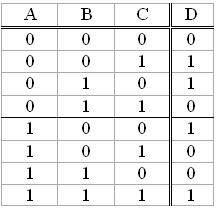 A B C D
0 0 0 0
0 0 1 1
0 1 0 1
0 1 1 0
1 0 0 1
1 0 1 0
1 1 0 0
1 1 1 1